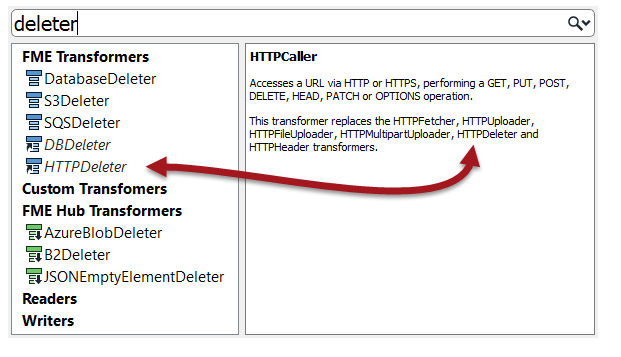 deleter
FME Transformers
DatabaseDeleter
S3Deleter
SQSDeleter
DBDeleter
HTTPDeleter
Custom Transfomers
FME Hub Transformers
AzureBlobDeleter
B2Deleter
JSONEmptyElementDeleter
Readers
Writers
HTTPCaller
Accesses a URL via HTTP or HTTPS, performing a GET, PUT, POST,
DELETE, HEAD, PATCH or OPTIONS operation.
This transformer replaces the HTTPFetcher, HTTPUploader,
HTTPFileUploader, HTTPMultipartUploader, HTTPDeleter and
HTTPHeader transformers.